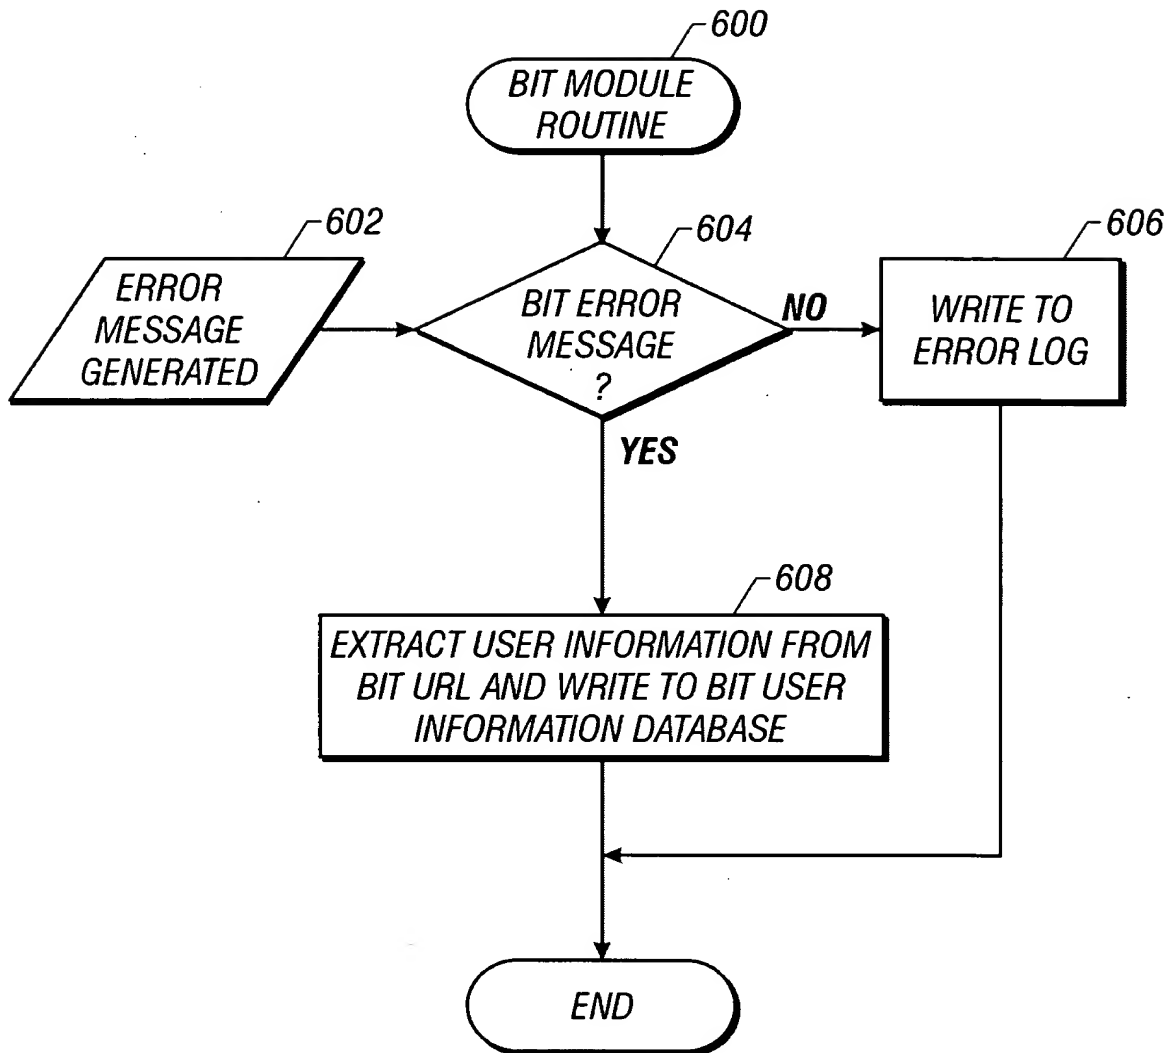 600
BIT MODULE
ROUTINE
602
ERROR
MESSAGE
GENERATED
604
BIT ERROR
MESSAGE
?
NO
YES
606
WRITE TO
ERROR LOG
608
EXTRACT USER INFORMATION FROM
BIT URL AND WRITE TO BIT USER
INFORMATION DATABASE
END